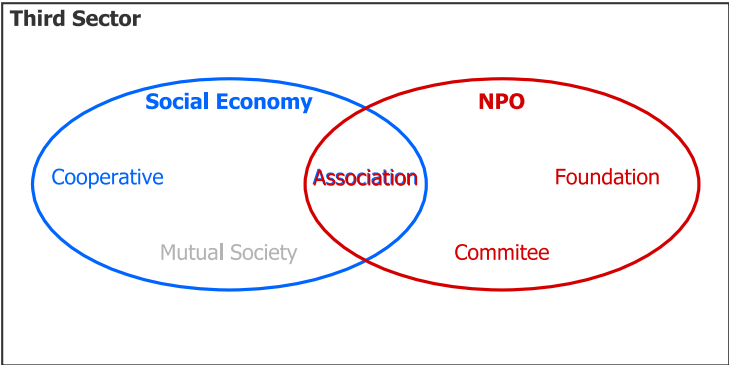 Third Sector
Social Economy
NPO
Cooperative
Association
Foundation
Mutual Society
Commitee